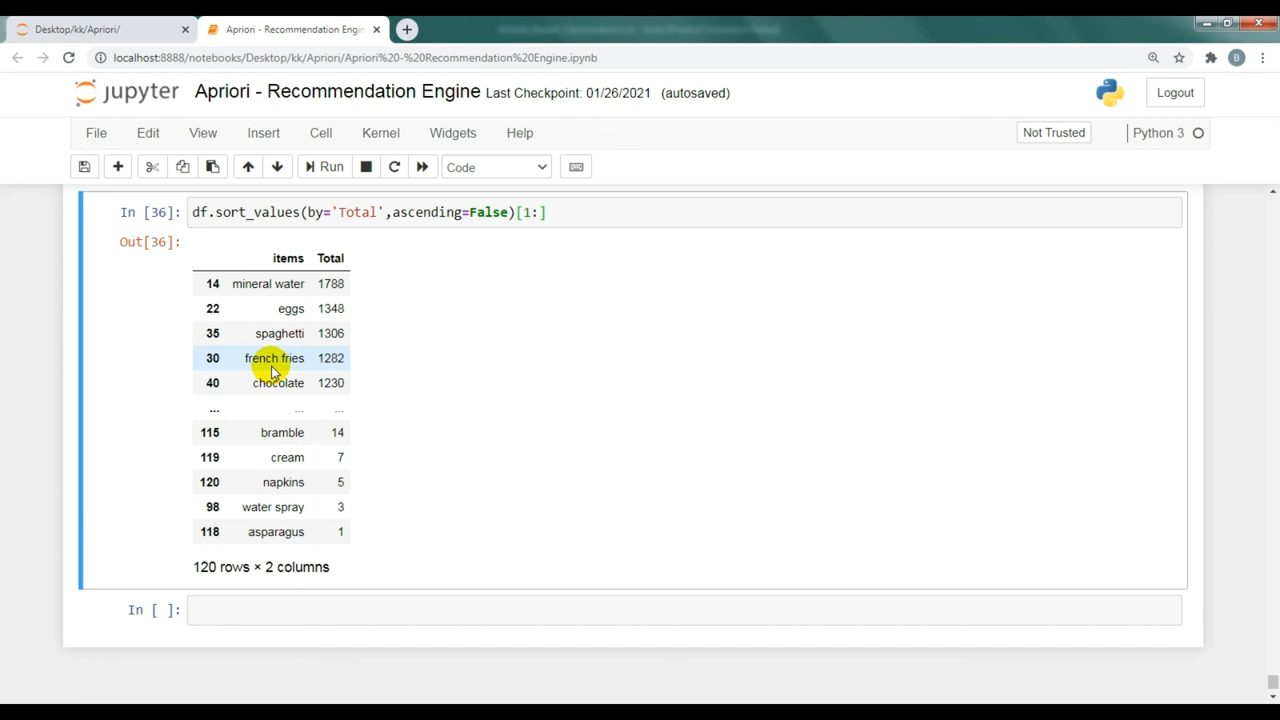 Desktop/kk/Apriori/
Apriori - Recommendation Engin
localhost:8888/notebooks/Desktop/kk/Apriori/Apriori%20-%20Recommendation%20Engine.ipynb
B
jupyter Apriori - Recommendation Engine Last Checkpoint: 01/26/2021 (autosaved)
Logout
File Edit View Insert Cell Kernel Widgets Help
Not Trusted Python 3
Run Code
In [36]: df.sort_values(by='Total',ascending=False)[1:]
Out[36]:
items Total
14 mineral water 1788
22 eggs 1348
35 spaghetti 1306
30 french fries 1282
40 chocolate 1230
... ... ...
115 bramble 14
119 cream 7
120 napkins 5
98 water spray 3
118 asparagus 1
120 rows × 2 columns
In [ ]: